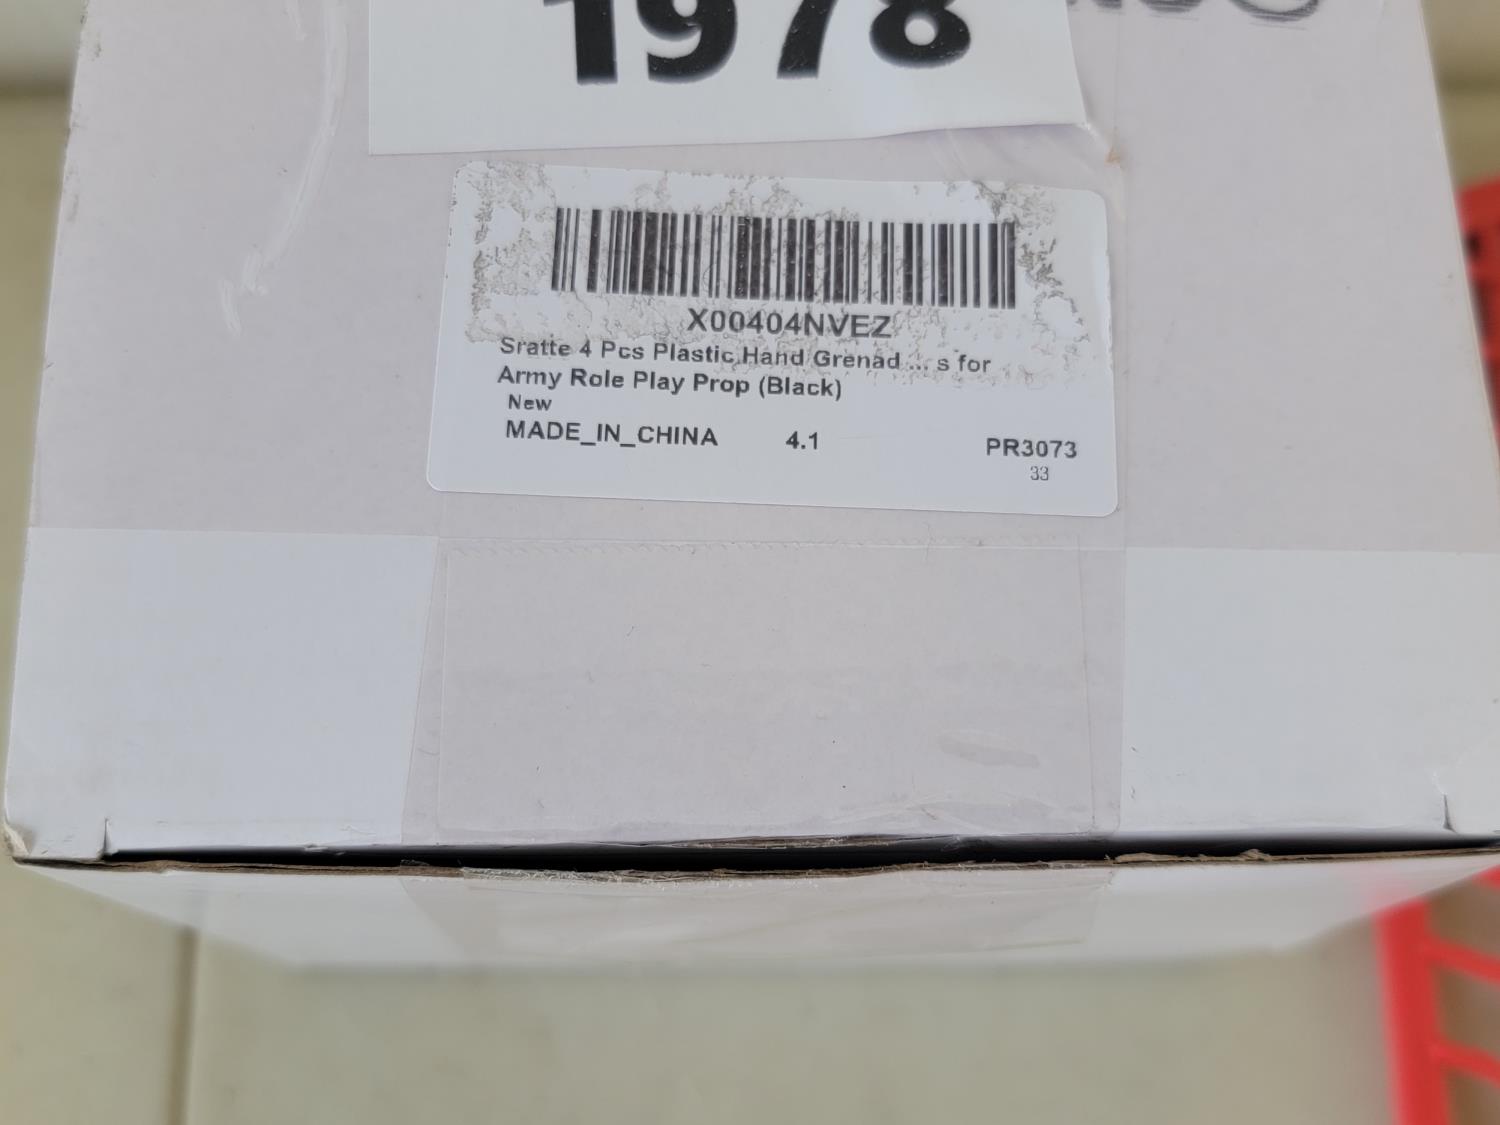 1978
X00404NVEZ
Sratte 4 Pcs Plastic Hand Grenad ... s for
Army Role Play Prop (Black)
New
MADE_IN_CHINA 4.1 PR3073
33